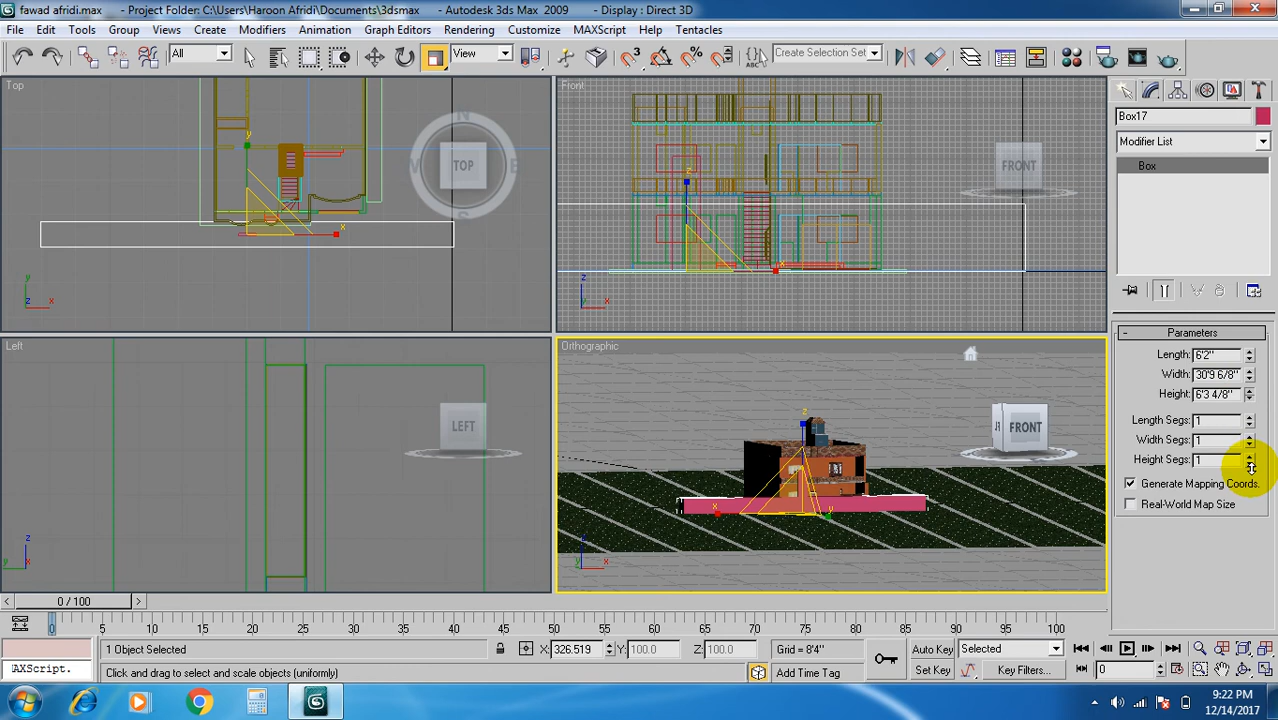 fawad afridi.max - Project Folder: C:\Users\Haroon Afridi\Documents\3dsmax - Autodesk 3ds Max 2009 - Display : Direct 3D
File Edit Tools Group Views Create Modifiers Animation Graph Editors Rendering Customize MAXScript Help Tentacles
All View 3 Create Selection Set
Top
Front
Box17
Modifier List
Box
N
E
W
S
TOP
FRONT
y
x
z
x
y
z x
z
y x
- Parameters
Length: 6'2"
Width: 30'9 6/8"
Height: 6'3 4/8"
Length Segs: 1
Width Segs: 1
Height Segs: 1
Generate Mapping Coords.
Real-World Map Size
Left
Orthographic
LEFT
FRONT
z
x
y
z
y
z
x
< 0 / 100 >
0 5 10 15 20 25 30 35 40 45 50 55 60 65 70 75 80 85 90 95 100
1 Object Selected X: 326.519 Y: 100.0 Z: 100.0 Grid = 8'4" Auto Key Selected
AXScript. Click and drag to select and scale objects (uniformly) Add Time Tag Set Key Key Filters... 0
9:22 PM
12/14/2017